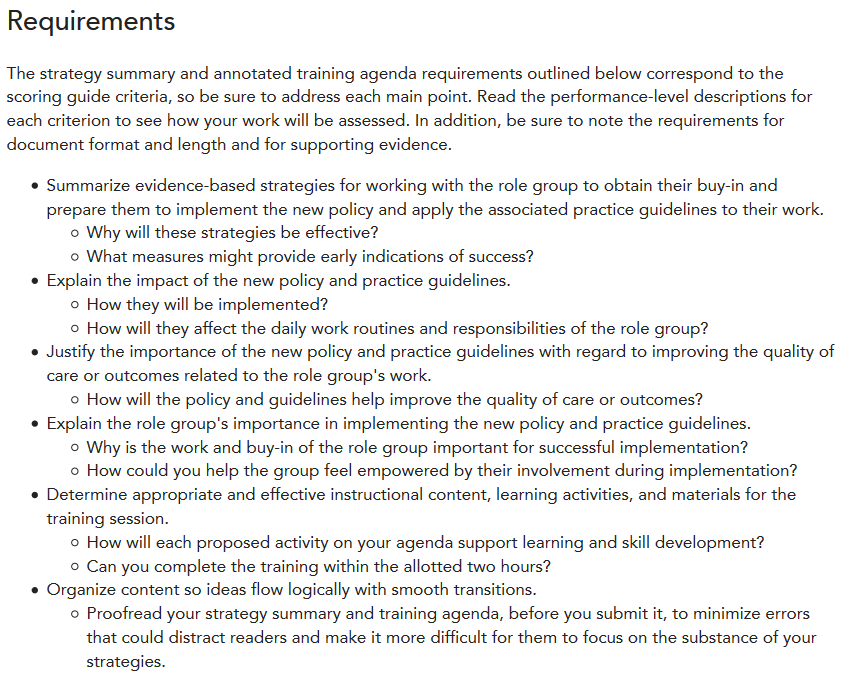 Requirements
The strategy summary and annotated training agenda requirements outlined below correspond to the
scoring guide criteria, so be sure to address each main point. Read the performance-level descriptions for
each criterion to see how your work will be assessed. In addition, be sure to note the requirements for
document format and length and for supporting evidence.
• Summarize evidence-based strategies for working with the role group to obtain their buy-in and
prepare them to implement the new policy and apply the associated practice guidelines to their work.
○ Why will these strategies be effective?
○ What measures might provide early indications of success?
• Explain the impact of the new policy and practice guidelines.
○ How they will be implemented?
○ How will they affect the daily work routines and responsibilities of the role group?
• Justify the importance of the new policy and practice guidelines with regard to improving the quality of
care or outcomes related to the role group's work.
○ How will the policy and guidelines help improve the quality of care or outcomes?
• Explain the role group's importance in implementing the new policy and practice guidelines.
○ Why is the work and buy-in of the role group important for successful implementation?
○ How could you help the group feel empowered by their involvement during implementation?
• Determine appropriate and effective instructional content, learning activities, and materials for the
training session.
○ How will each proposed activity on your agenda support learning and skill development?
○ Can you complete the training within the allotted two hours?
• Organize content so ideas flow logically with smooth transitions.
○ Proofread your strategy summary and training agenda, before you submit it, to minimize errors
that could distract readers and make it more difficult for them to focus on the substance of your
strategies.